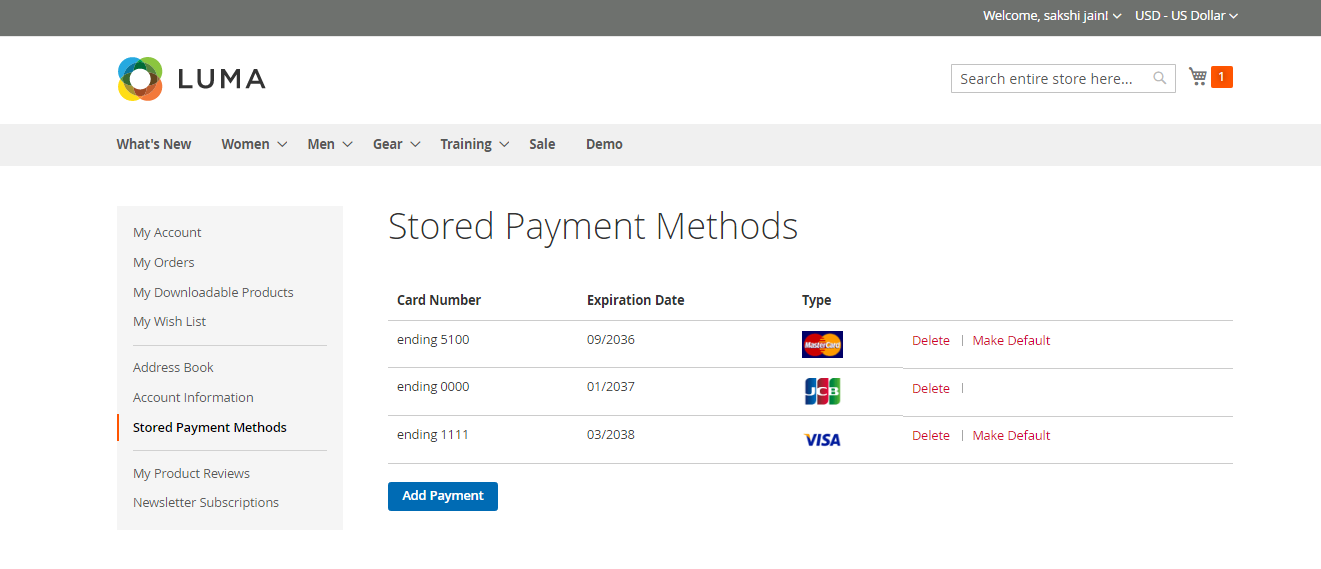 Welcome, sakshi jain! USD - US Dollar
LUMA
Search entire store here... 1
What's New Women Men Gear Training Sale Demo
My Account
My Orders
My Downloadable Products
My Wish List
Address Book
Account Information
Stored Payment Methods
My Product Reviews
Newsletter Subscriptions
Stored Payment Methods
Card Number Expiration Date Type
ending 5100 09/2036 MasterCard Delete | Make Default
ending 0000 01/2037 JCB Delete |
ending 1111 03/2038 VISA Delete | Make Default
Add Payment